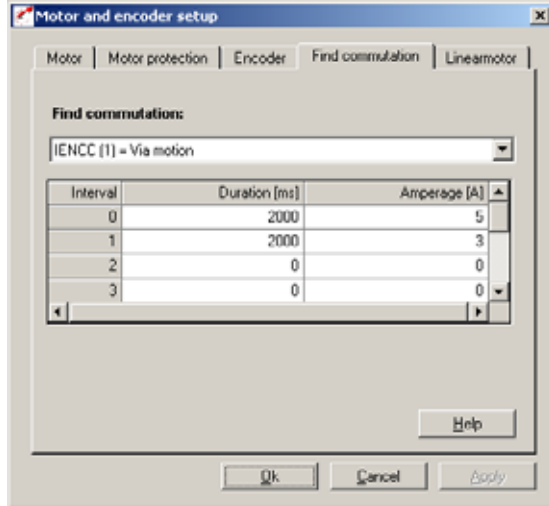 Motor and encoder setup
Motor Motor protection Encoder Find commutation Linearmotor
Find commutation:
IENCC (1) = Via motion
Interval Duration [ms] Amperage [A]
0 2000 5
1 2000 3
2 0 0
3 0 0
Help
Ok Cancel Apply